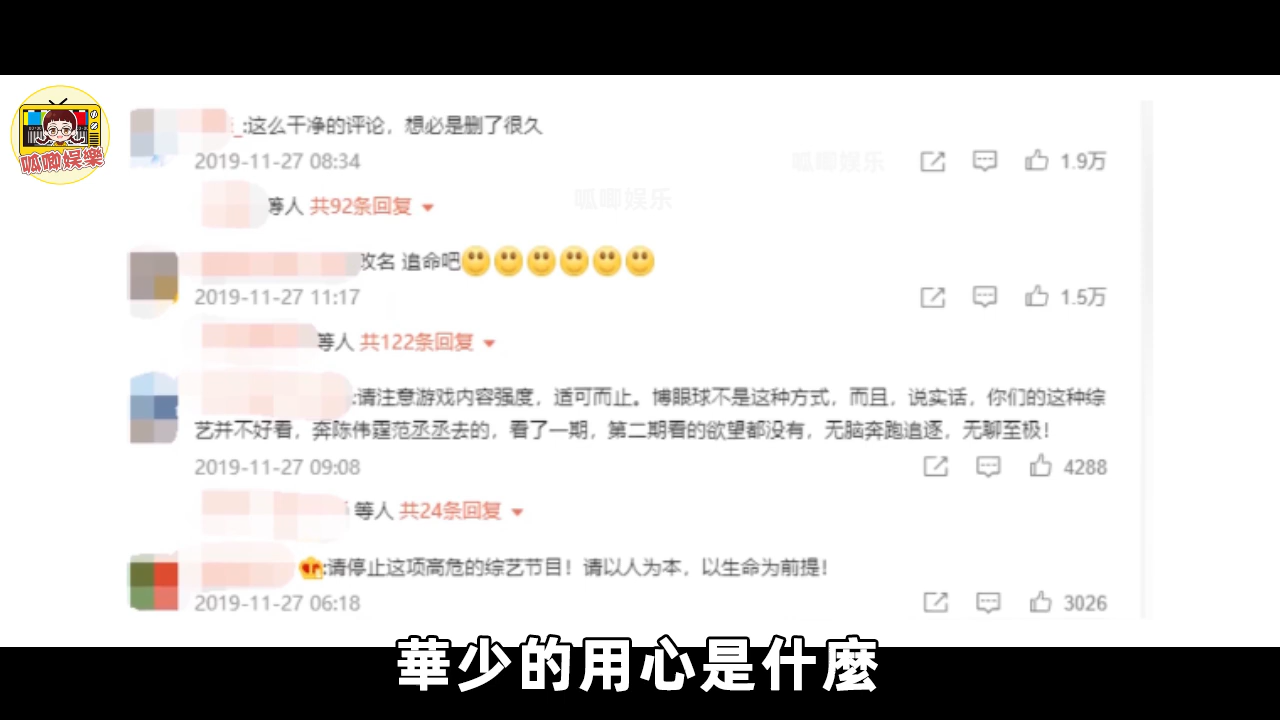 呱唧娱樂
_:这么干净的评论，想必是删了很久
2019-11-27 08:34
呱唧娱乐
1.9万
等人 共92条回复
呱唧娱乐
改名 追命吧
2019-11-27 11:17
1.5万
等人 共122条回复
:请注意游戏内容强度，适可而止。博眼球不是这种方式，而且，说实话，你们的这种综
艺并不好看，奔陈伟霆范丞丞去的，看了一期，第二期看的欲望都没有，无脑奔跑追逐，无聊至极！
2019-11-27 09:08
4288
等人 共24条回复
:请停止这项高危的综艺节目！请以人为本，以生命为前提！
2019-11-27 06:18
3026
華少的用心是什麼